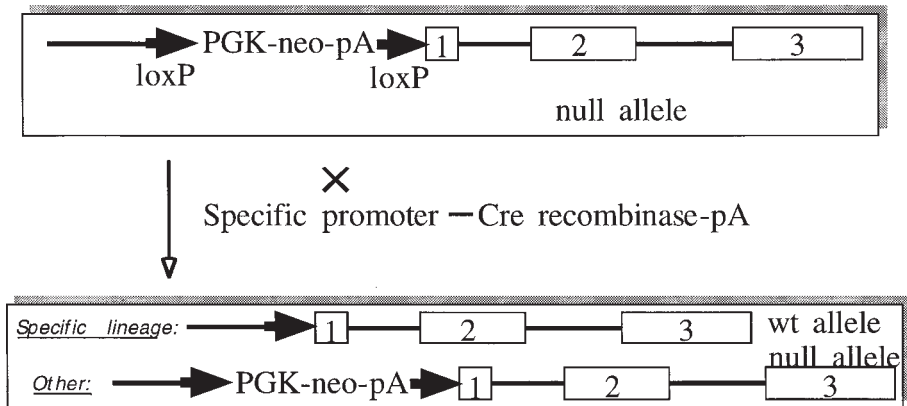 PGK-neo-pA 1 2 3
loxP loxP
null allele
×
Specific promoter — Cre recombinase-pA
Specific lineage: 1 2 3 wt allele
null allele
Other: PGK-neo-pA 1 2 3